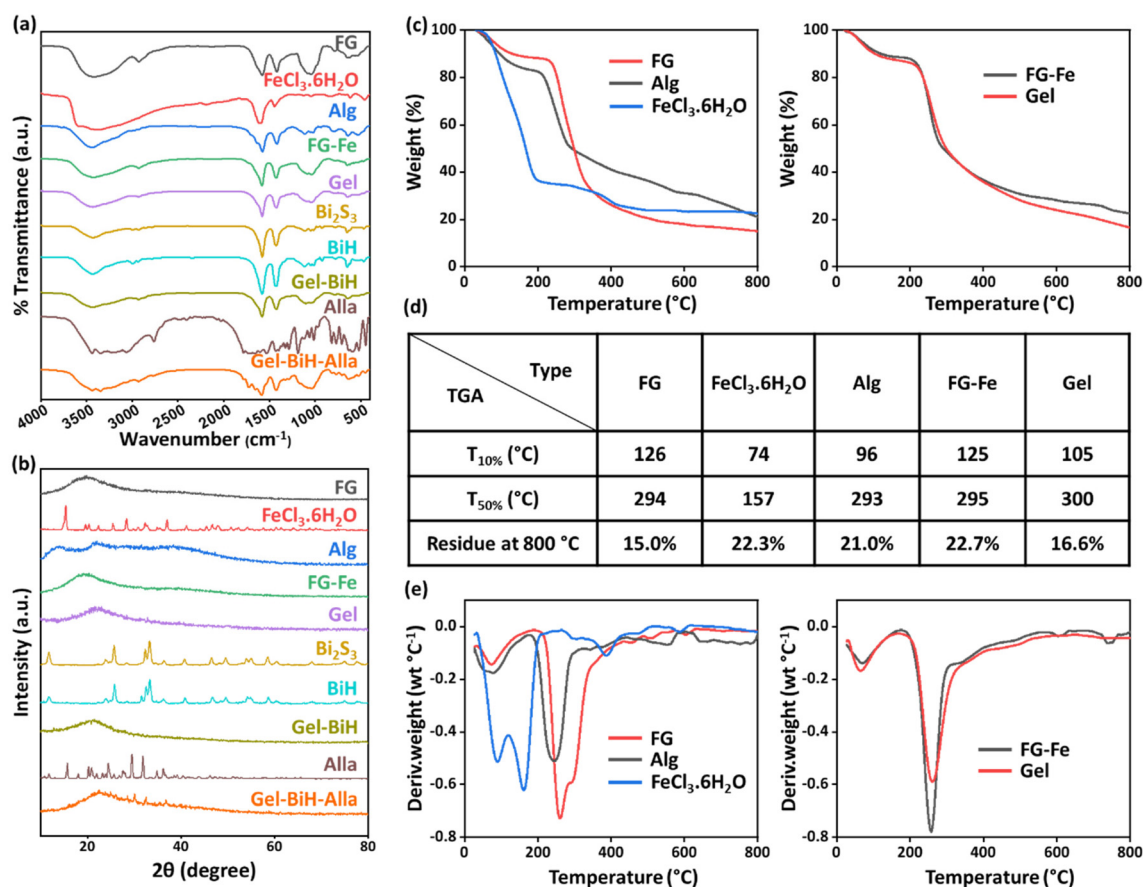 (a)
FG
FeCl₃.6H₂O
Alg
FG-Fe
Gel
Bi₂S₃
BiH
Gel-BiH
Alla
Gel-BiH-Alla
% Transmittance (a.u.)
4000 3500 3000 2500 2000 1500 1000 500
Wavenumber (cm⁻¹)
(b)
FG
FeCl₃.6H₂O
Alg
FG-Fe
Gel
Bi₂S₃
BiH
Gel-BiH
Alla
Gel-BiH-Alla
Intensity (a.u.)
20 40 60 80
2θ (degree)
(c)
100
80
60
40
20
0
Weight (%)
FG
Alg
FeCl₃.6H₂O
0 200 400 600 800
Temperature (°C)
100
80
60
40
20
0
Weight (%)
FG-Fe
Gel
0 200 400 600 800
Temperature (°C)
(d)
Type
TGA
FG FeCl₃.6H₂O Alg FG-Fe Gel
T₁₀% (°C) 126 74 96 125 105
T₅₀% (°C) 294 157 293 295 300
Residue at 800 °C 15.0% 22.3% 21.0% 22.7% 16.6%
(e)
0.0
-0.2
-0.4
-0.6
-0.8
Deriv.weight (wt °C⁻¹)
FG
Alg
FeCl₃.6H₂O
0 200 400 600 800
Temperature (°C)
0.0
-0.2
-0.4
-0.6
-0.8
Deriv.weight (wt °C⁻¹)
FG-Fe
Gel
0 200 400 600 800
Temperature (°C)